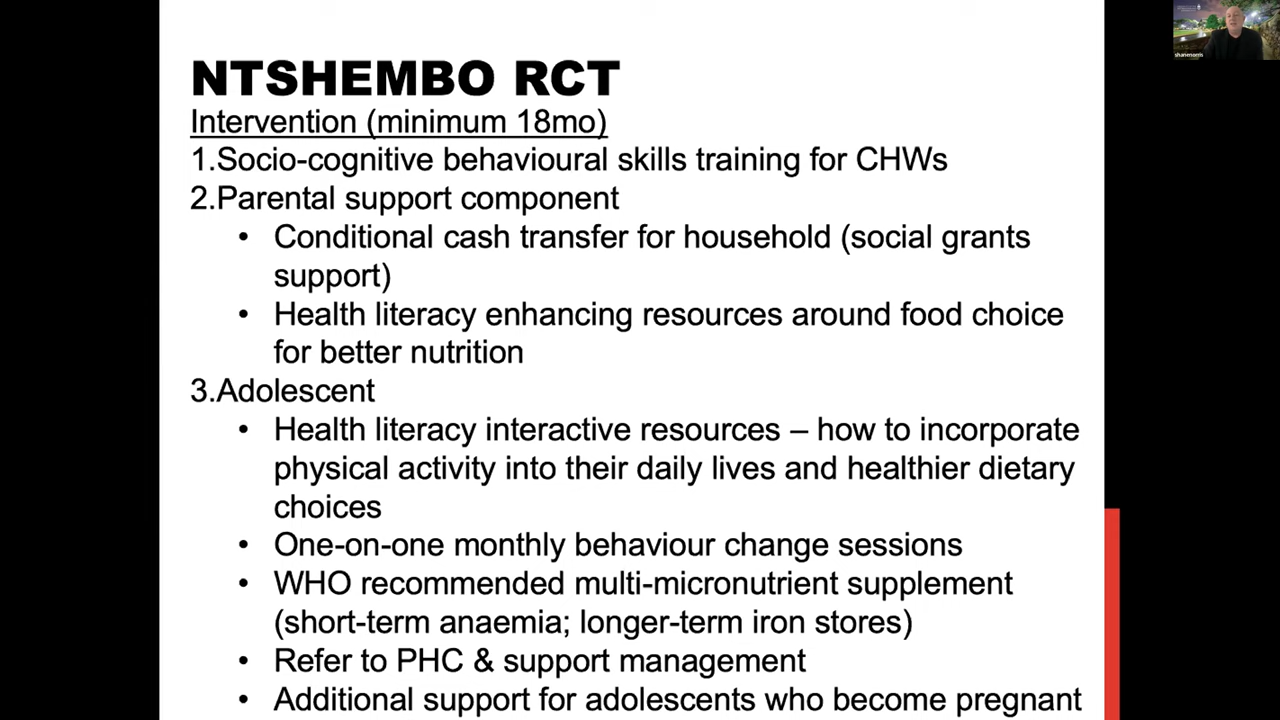 NTSHEMBO RCT
Intervention (minimum 18mo)
1.Socio-cognitive behavioural skills training for CHWs
2.Parental support component
• Conditional cash transfer for household (social grants
support)
• Health literacy enhancing resources around food choice
for better nutrition
3.Adolescent
• Health literacy interactive resources – how to incorporate
physical activity into their daily lives and healthier dietary
choices
• One-on-one monthly behaviour change sessions
• WHO recommended multi-micronutrient supplement
(short-term anaemia; longer-term iron stores)
• Refer to PHC & support management
• Additional support for adolescents who become pregnant
shanenorris